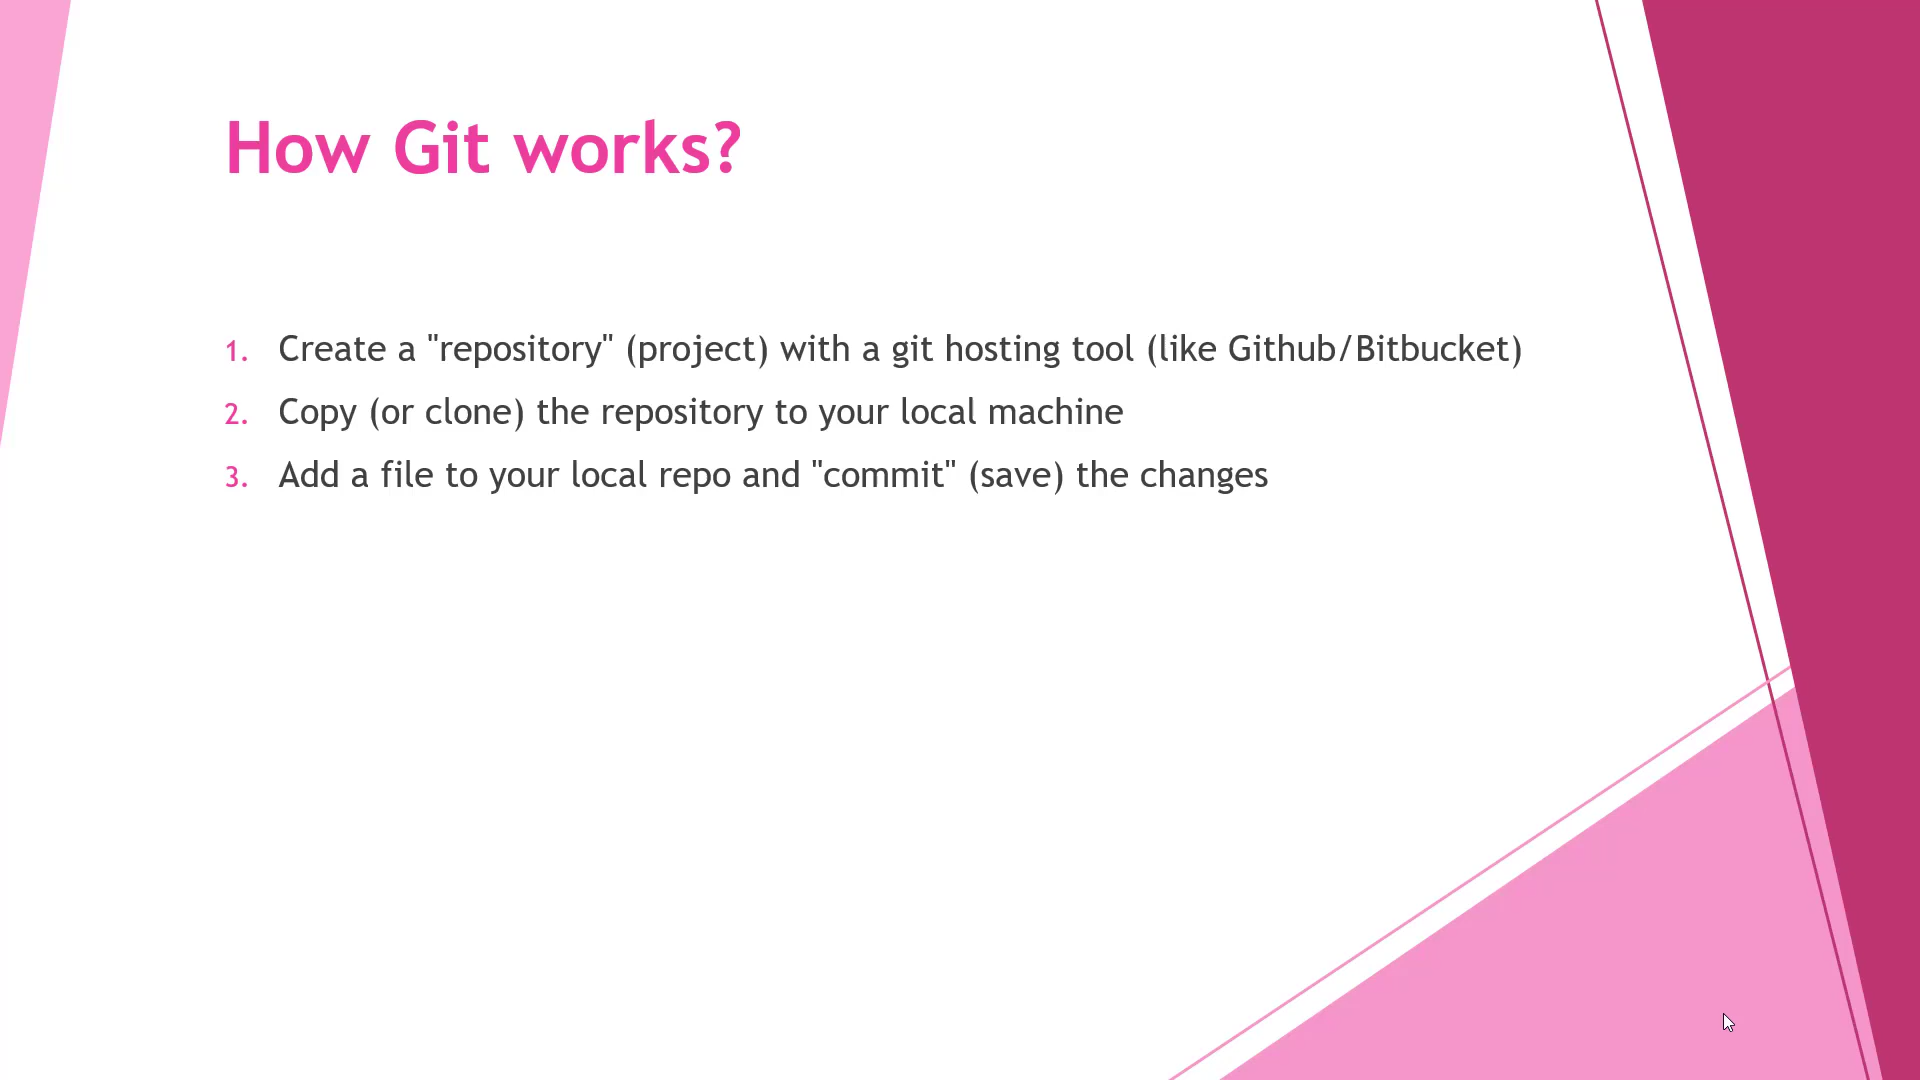 How Git works?
1. Create a "repository" (project) with a git hosting tool (like Github/Bitbucket)
2. Copy (or clone) the repository to your local machine
3. Add a file to your local repo and "commit" (save) the changes